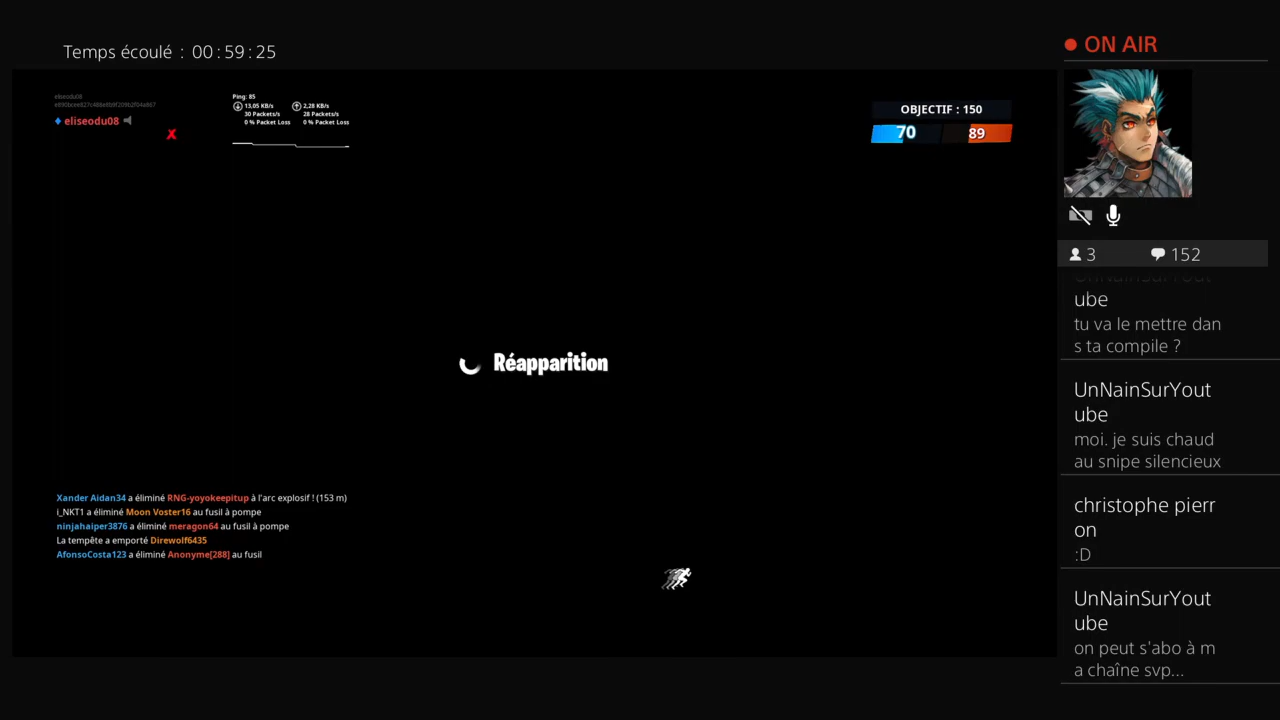 Temps écoulé : 00:59:25
ON AIR
eliseodu08
eliseodu08
X
Ping: 85
13,05 KB/s
30 Packets/s
0 % Packet Loss
2,28 KB/s
28 Packets/s
0 % Packet Loss
OBJECTIF : 150
70
89
3
152
ube
tu va le mettre dan
s ta compile ?
UnNainSurYout
ube
moi. je suis chaud
au snipe silencieux
christophe pierr
on
:D
UnNainSurYout
ube
on peut s'abo à m
a chaîne svp...
Réapparition
Xander Aidan34 a éliminé RNG-yoyokeepitup à l'arc explosif ! (153 m)
i_NKT1 a éliminé Moon Voster16 au fusil à pompe
ninjahaiper3876 a éliminé meragon64 au fusil à pompe
La tempête a emporté Direwolf6435
AfonsoCosta123 a éliminé Anonyme[288] au fusil